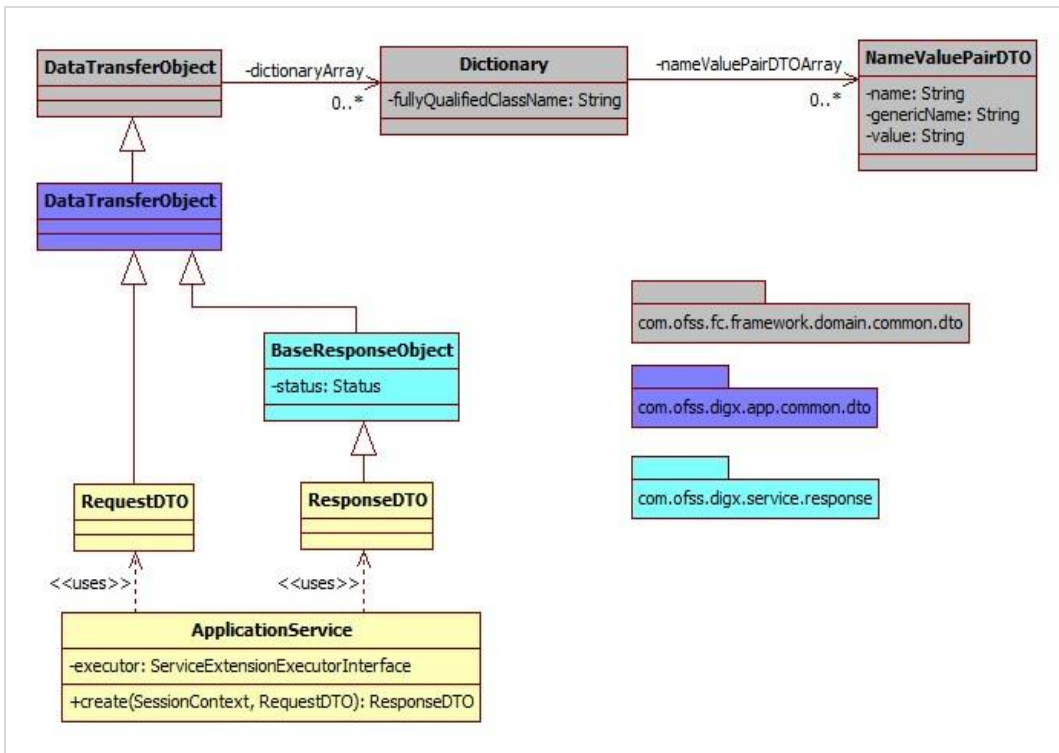 DataTransferObject
-dictionaryArray
0..*
Dictionary
-fullyQualifiedClassName: String
-nameValuePairDTOArray
0..*
NameValuePairDTO
-name: String
-genericName: String
-value: String
DataTransferObject
com.ofss.fc.framework.domain.common.dto
BaseResponseObject
-status: Status
com.ofss.digx.app.common.dto
com.ofss.digx.service.response
RequestDTO
ResponseDTO
<<uses>>
<<uses>>
ApplicationService
-executor: ServiceExtensionExecutorInterface
+create(SessionContext, RequestDTO): ResponseDTO